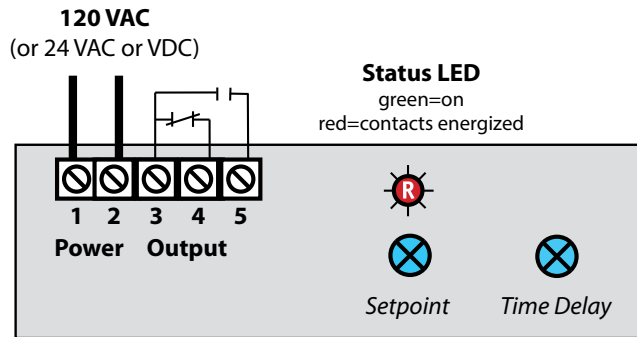 120 VAC
(or 24 VAC or VDC)
Status LED
green=on
red=contacts energized
R
1 2 3 4 5
Power Output
Setpoint Time Delay